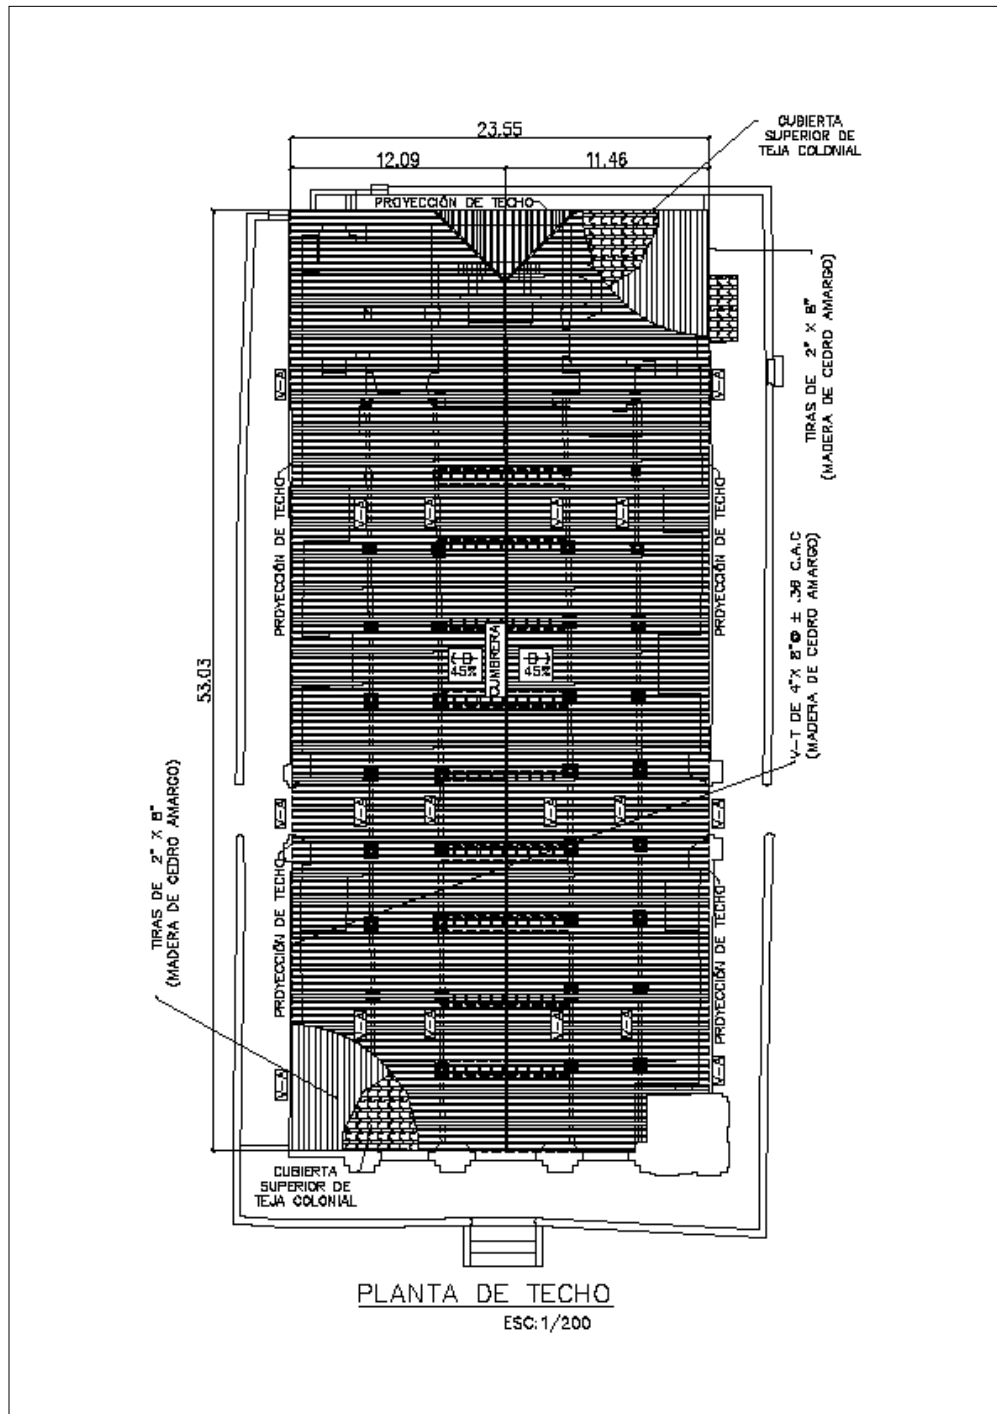 23.55
12.09
11.46
CUBIERTA
SUPERIOR DE
TEJA COLONIAL
PROYECCIÓN DE TECHO
TIRAS DE 2" X 8"
(MADERA DE CEDRO AMARGO)
V-A
V-A
PROYECCIÓN DE TECHO
PROYECCIÓN DE TECHO
V-A
V-A
V-A
V-A
53.03
CUMBRERA
45%
45%
V-T DE 4"X 8"@ ± .38 C.A.C
(MADERA DE CEDRO AMARGO)
V-A
V-A
V-A
V-A
V-A
V-A
TIRAS DE 2" X 8"
(MADERA DE CEDRO AMARGO)
PROYECCIÓN DE TECHO
PROYECCIÓN DE TECHO
V-A
V-A
V-A
V-A
V-A
V-A
CUBIERTA
SUPERIOR DE
TEJA COLONIAL
PLANTA DE TECHO
ESC: 1/200